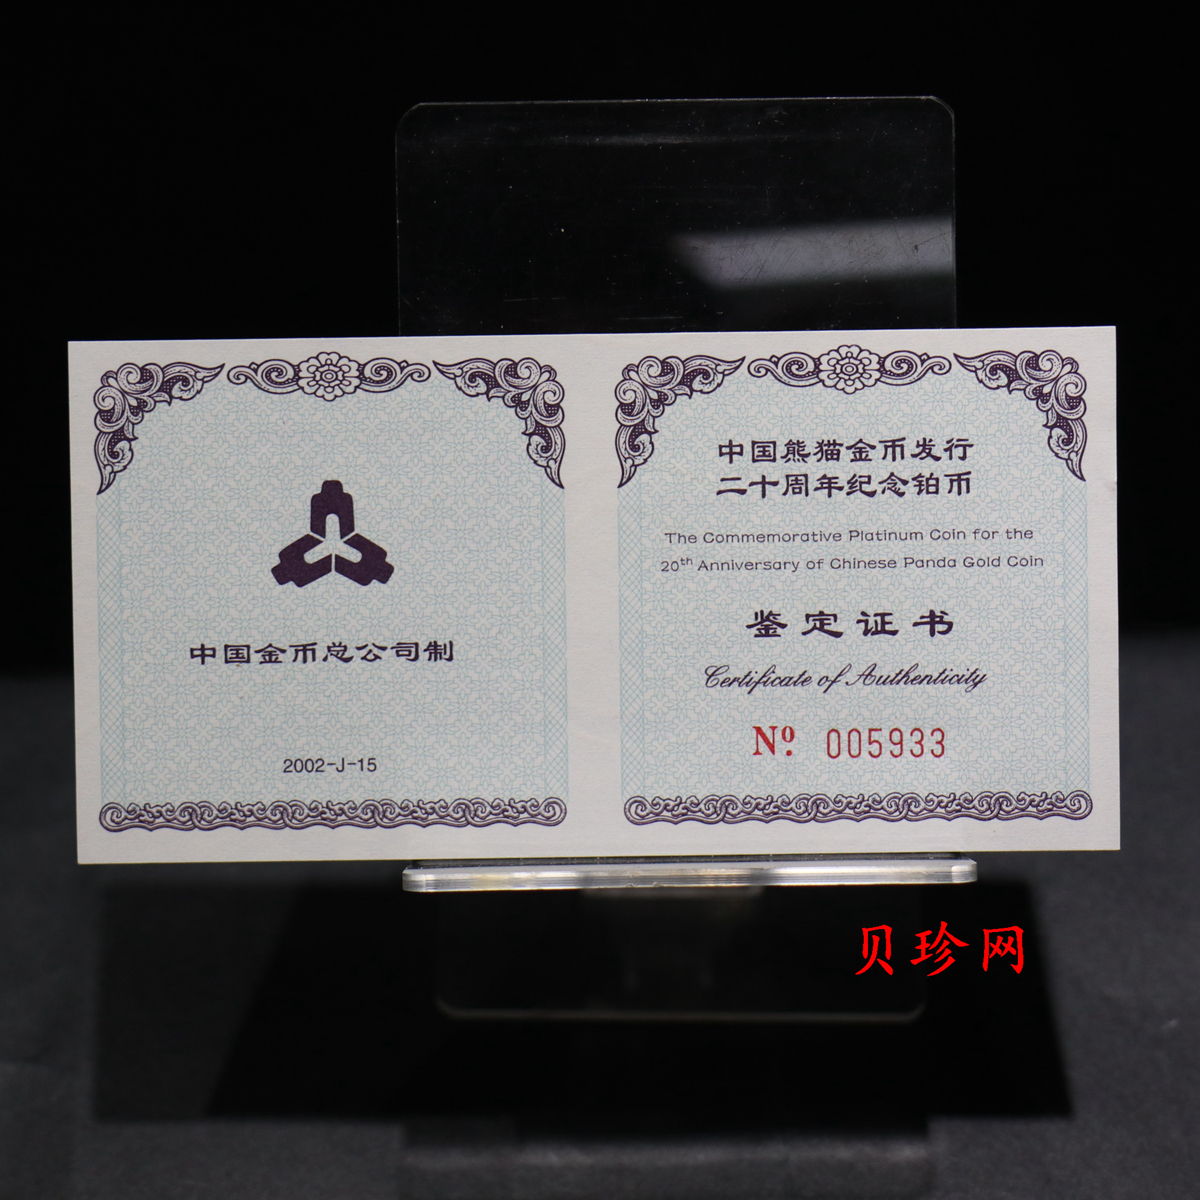 中国金币总公司制
2002-J-15
中国熊猫金币发行
二十周年纪念铂币
The Commemorative Platinum Coin for the
20th Anniversary of Chinese Panda Gold Coin
鉴定证书
Certificate of Authenticity
Nº 005933
贝珍网